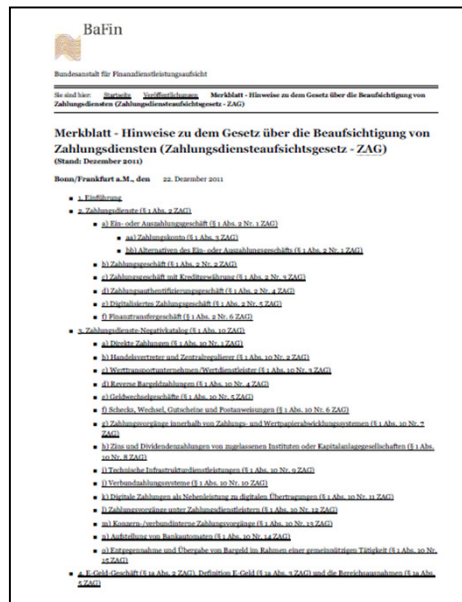 BaFin
Bundesanstalt für Finanzdienstleistungsaufsicht
Sie sind hier: Startseite Veröffentlichungen Merkblatt - Hinweise zu dem Gesetz über die Beaufsichtigung von
Zahlungsdiensten (Zahlungsdiensteaufsichtsgesetz - ZAG)
Merkblatt - Hinweise zu dem Gesetz über die Beaufsichtigung von
Zahlungsdiensten (Zahlungsdiensteaufsichtsgesetz - ZAG)
(Stand: Dezember 2011)
Bonn/Frankfurt a.M., den 22. Dezember 2011
1. Einführung
2. Zahlungsdienste (§ 1 Abs. 2 ZAG)
a) Ein- oder Auszahlungsgeschäft (§ 1 Abs. 2 Nr. 1 ZAG)
aa) Zahlungskonto (§ 1 Abs. 3 ZAG)
bb) Alternativen des Ein- oder Auszahlungsgeschäfts (§ 1 Abs. 2 Nr. 1 ZAG)
b) Zahlungsgeschäft (§ 1 Abs. 2 Nr. 2 ZAG)
c) Zahlungsgeschäft mit Kreditgewährung (§ 1 Abs. 2 Nr. 3 ZAG)
d) Zahlungsauthentifizierungsgeschäft (§ 1 Abs. 2 Nr. 4 ZAG)
e) Digitalisiertes Zahlungsgeschäft (§ 1 Abs. 2 Nr. 5 ZAG)
f) Finanztransfergeschäft (§ 1 Abs. 2 Nr. 6 ZAG)
3. Zahlungsdienste-Negativkatalog (§ 1 Abs. 10 ZAG)
a) Direkte Zahlungen (§ 1 Abs. 10 Nr. 1 ZAG)
b) Handelsvertreter und Zentralregulierer (§ 1 Abs. 10 Nr. 2 ZAG)
c) Werttransportunternehmen/Wertdienstleister (§ 1 Abs. 10 Nr. 3 ZAG)
d) Reverse Bargeldzahlungen (§ 1 Abs. 10 Nr. 4 ZAG)
e) Geldwechselgeschäfte (§ 1 Abs. 10 Nr. 5 ZAG)
f) Schecks, Wechsel, Gutscheine und Postanweisungen (§ 1 Abs. 10 Nr. 6 ZAG)
g) Zahlungsvorgänge innerhalb von Zahlungs- und Wertpapierabwicklungssystemen (§ 1 Abs. 10 Nr. 7
ZAG)
h) Zins und Dividendenzahlungen von zugelassenen Instituten oder Kapitalanlagegesellschaften (§ 1 Abs.
10 Nr. 8 ZAG)
i) Technische Infrastrukturdienstleistungen (§ 1 Abs. 10 Nr. 9 ZAG)
j) Verbundzahlungssysteme (§ 1 Abs. 10 Nr. 10 ZAG)
k) Digitale Zahlungen als Nebenleistung zu digitalen Übertragungen (§ 1 Abs. 10 Nr. 11 ZAG)
l) Zahlungsvorgänge unter Zahlungsdienstleistern (§ 1 Abs. 10 Nr. 12 ZAG)
m) Konzern-/verbundinterne Zahlungsvorgänge (§ 1 Abs. 10 Nr. 13 ZAG)
n) Aufstellung von Bankautomaten (§ 1 Abs. 10 Nr. 14 ZAG)
o) Entgegennahme und Übergabe von Bargeld im Rahmen einer gemeinnützigen Tätigkeit (§ 1 Abs. 10 Nr.
15 ZAG)
4. E-Geld-Geschäft (§ 1a Abs. 2 ZAG), Definition E-Geld (§ 1a Abs. 3 ZAG) und die Bereichsausnahmen (§ 1a Abs.
5 ZAG)